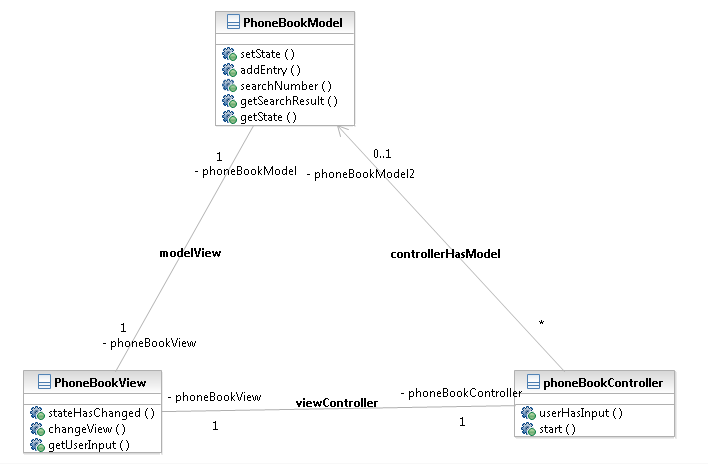 PhoneBookModel
setState ( )
addEntry ( )
searchNumber ( )
getSearchResult ( )
getState ( )
1
- phoneBookModel
0..1
- phoneBookModel2
modelView
controllerHasModel
1
- phoneBookView
*
PhoneBookView
stateHasChanged ( )
changeView ( )
getUserInput ( )
- phoneBookView
1
viewController
- phoneBookController
1
phoneBookController
userHasInput ( )
start ( )